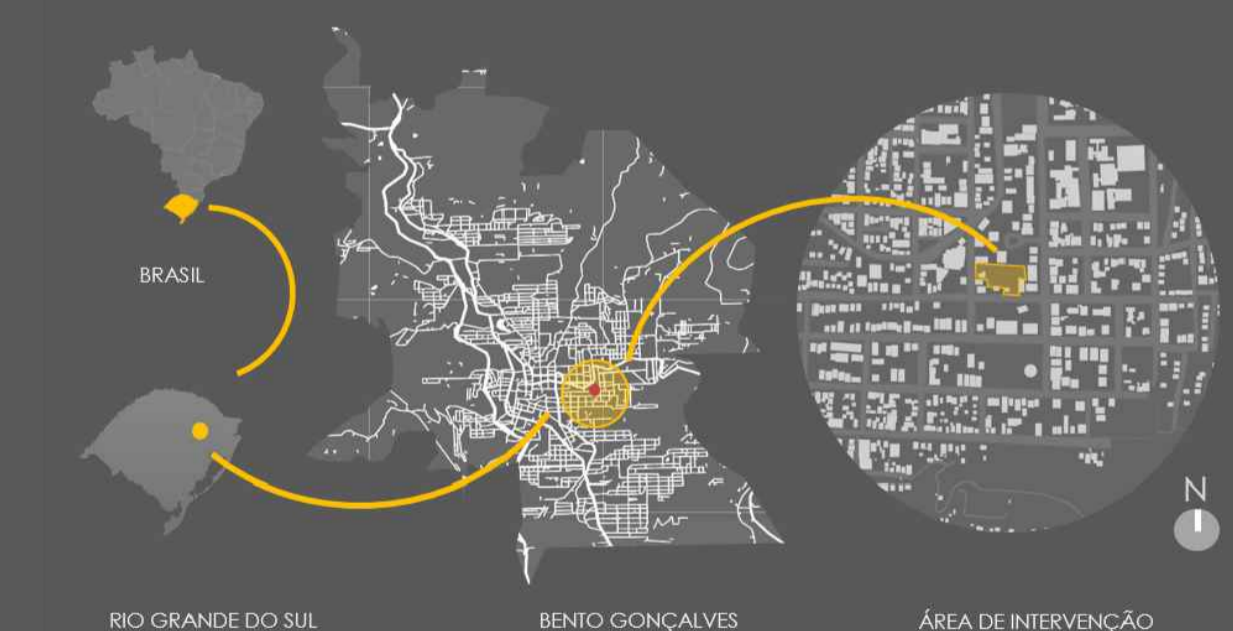 BRASIL
N
RIO GRANDE DO SUL
BENTO GONÇALVES
ÁREA DE INTERVENÇÃO